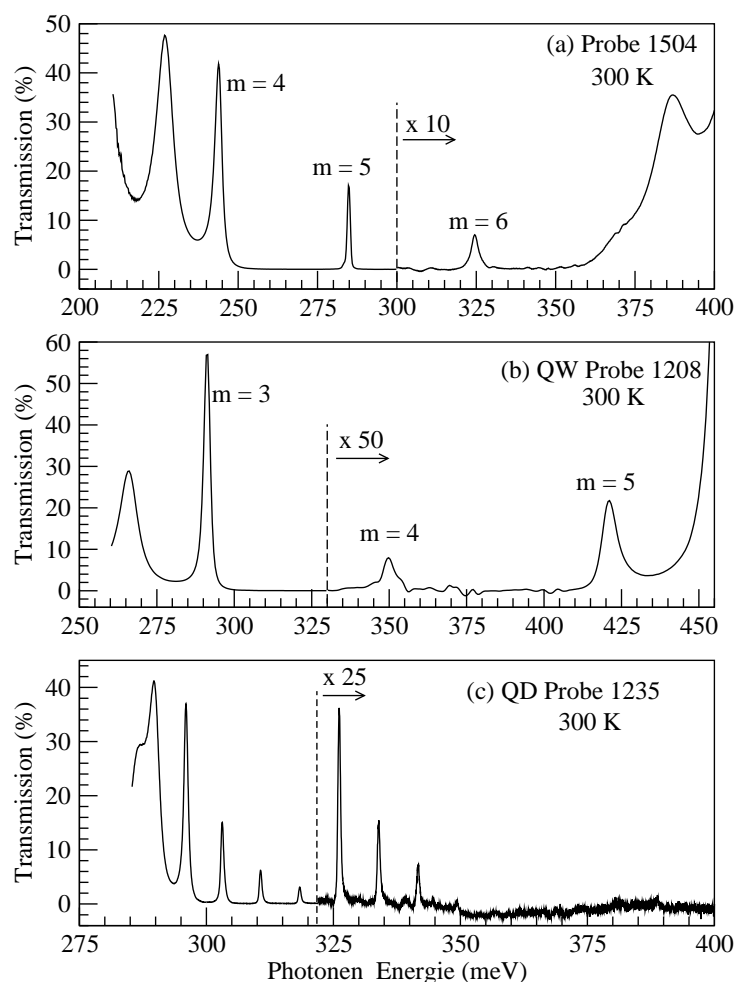 50
40
30
20
10
0
Transmission (%)
(a) Probe 1504
300 K
m = 4
m = 5
x 10
m = 6
200 225 250 275 300 325 350 375 400
60
50
40
30
20
10
0
Transmission (%)
(b) QW Probe 1208
300 K
m = 3
x 50
m = 4
m = 5
250 275 300 325 350 375 400 425 450
40
30
20
10
0
Transmission (%)
x 25
(c) QD Probe 1235
300 K
275 300 325 350 375 400
Photonen Energie (meV)